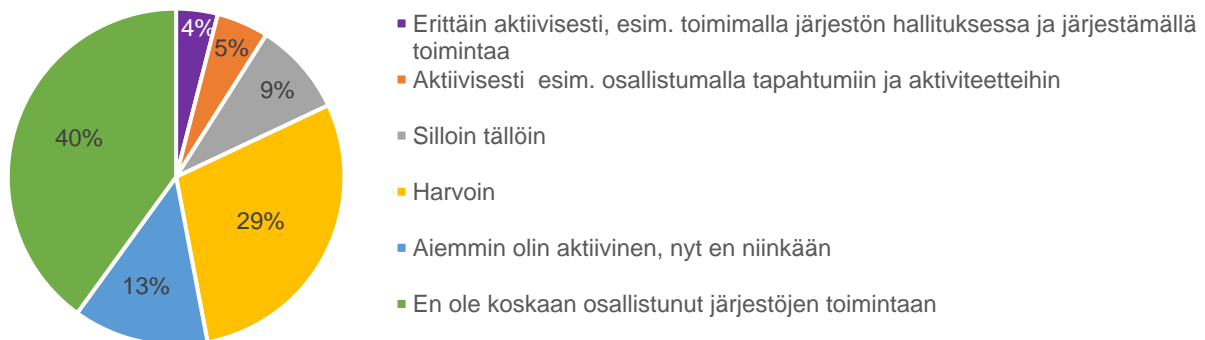 4%
5%
9%
29%
13%
40%
Erittäin aktiivisesti, esim. toimimalla järjestön hallituksessa ja järjestämällä
toimintaa
Aktiivisesti  esim. osallistumalla tapahtumiin ja aktiviteetteihin
Silloin tällöin
Harvoin
Aiemmin olin aktiivinen, nyt en niinkään
En ole koskaan osallistunut järjestöjen toimintaan